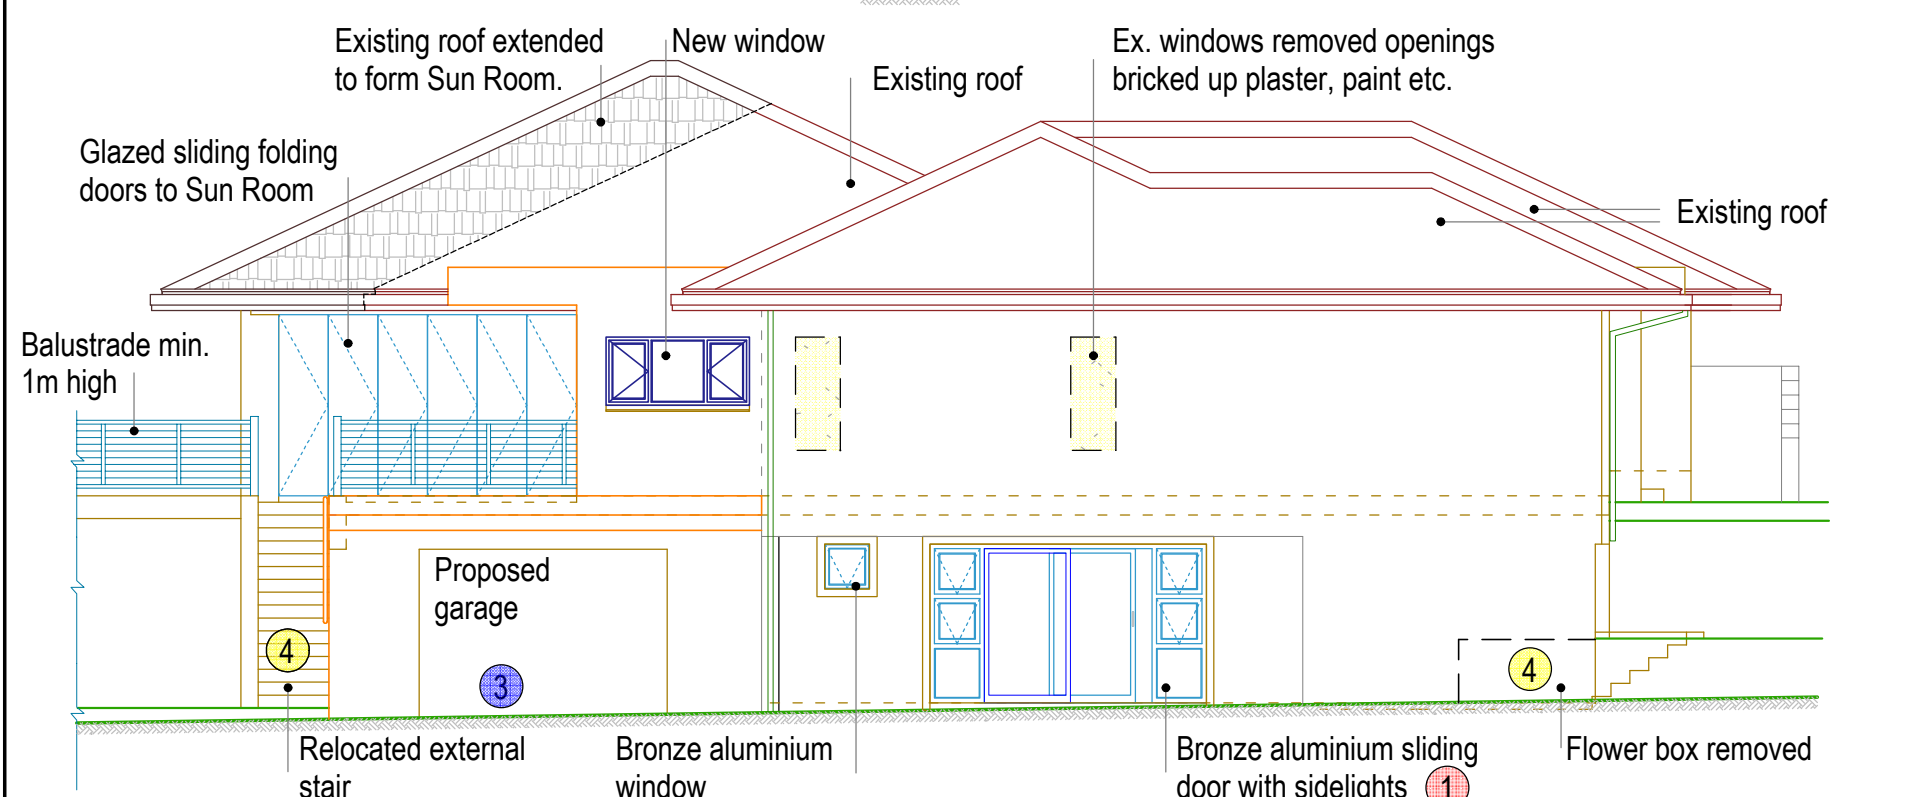 Existing roof extended
to form Sun Room.
New window
Existing roof
Ex. windows removed openings
bricked up plaster, paint etc.
Glazed sliding folding
doors to Sun Room
Existing roof
Balustrade min.
1m high
Proposed
garage
4
3
4
Relocated external
stair
Bronze aluminium
window
Bronze aluminium sliding
door with sidelights
1
Flower box removed